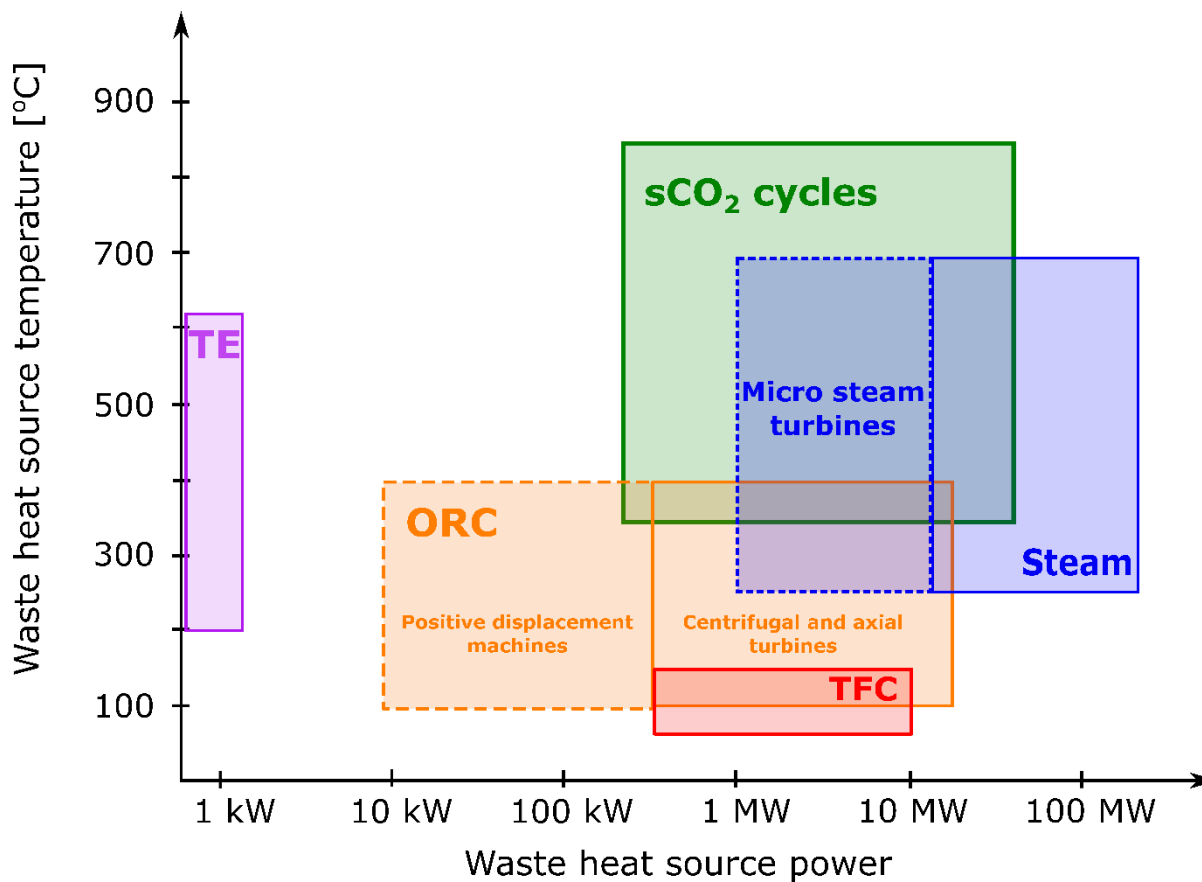 Waste heat source temperature [°C]
900
700
500
300
100
sCO₂ cycles
TE
Micro steam
turbines
ORC
Steam
Positive displacement
machines
Centrifugal and axial
turbines
TFC
1 kW
10 kW
100 kW
1 MW
10 MW
100 MW
Waste heat source power